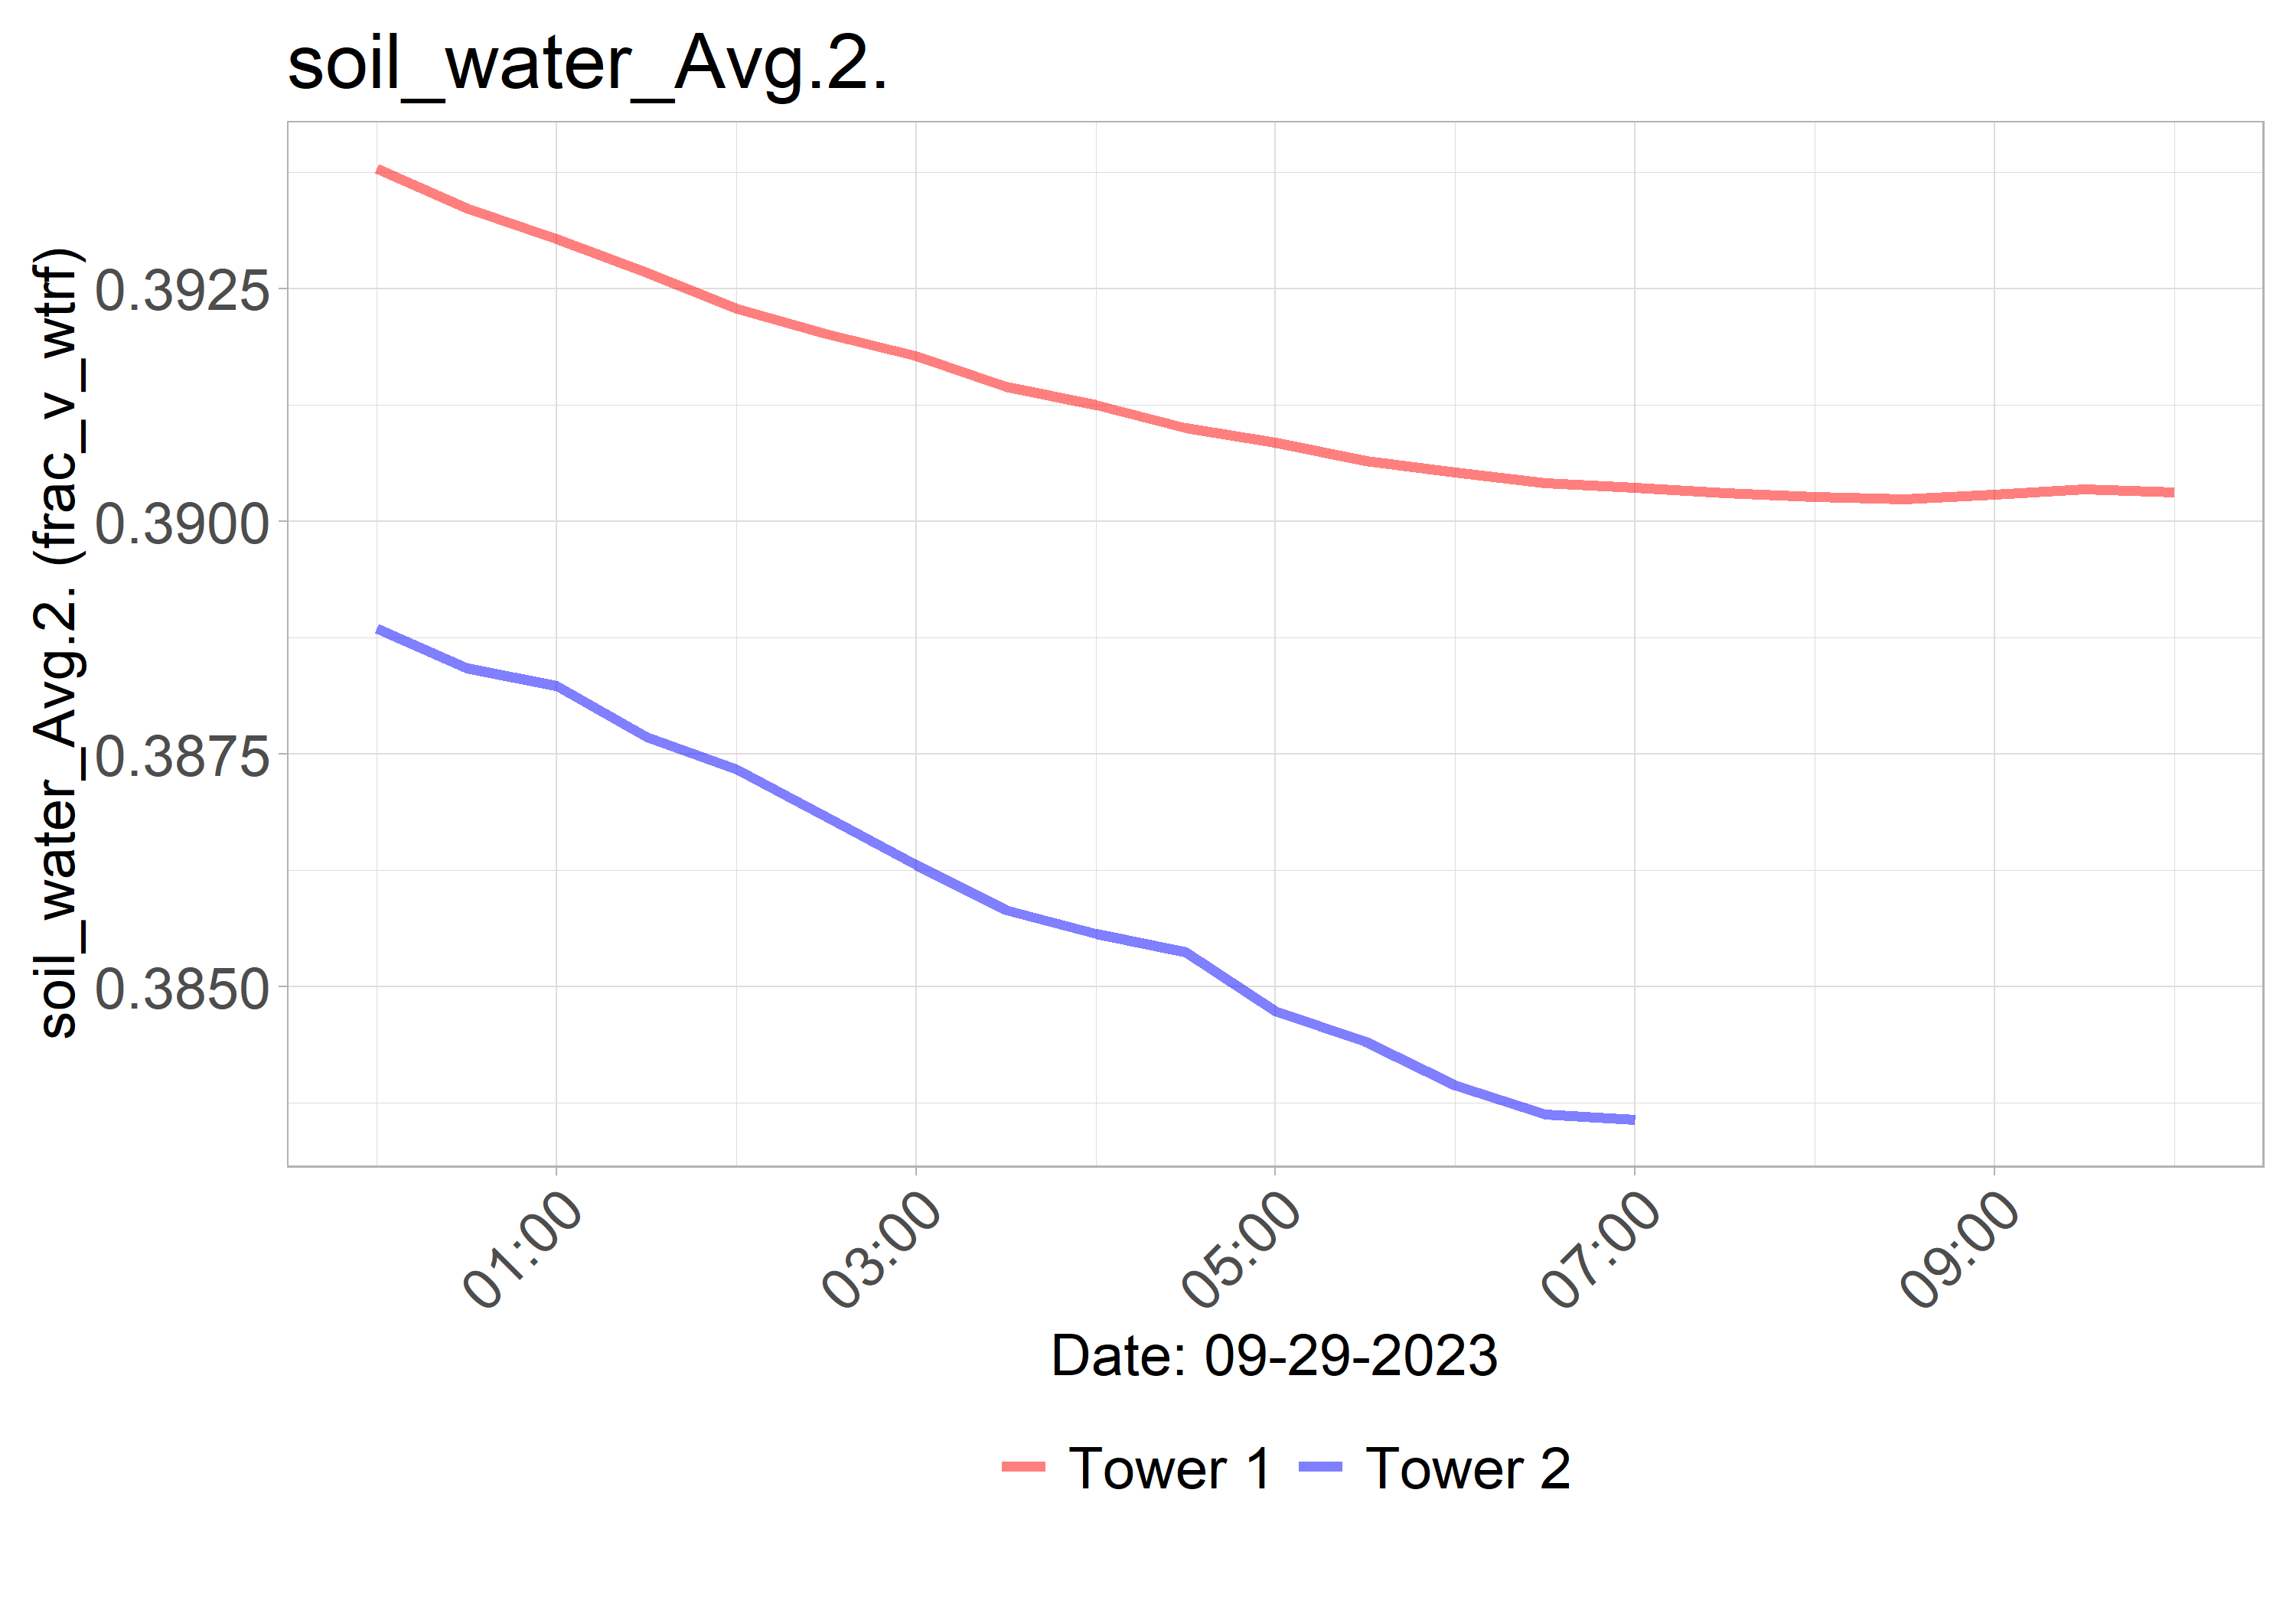 soil_water_Avg.2.
soil_water_Avg.2. (frac_v_wtrf)
0.3925
0.3900
0.3875
0.3850
01:00
03:00
05:00
07:00
09:00
Date: 09-29-2023
Tower 1
Tower 2